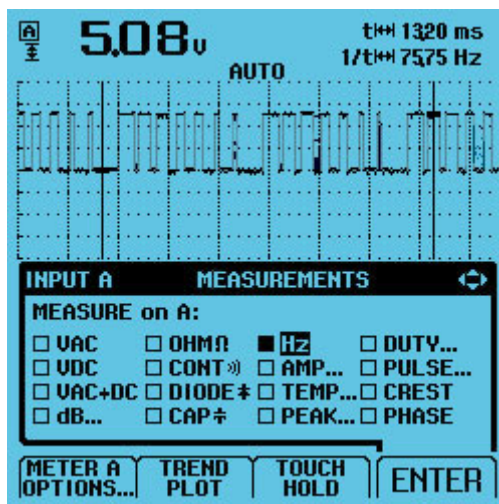 A 5.08v t 13.20 ms
1/t 75.75 Hz
AUTO
INPUT A MEASUREMENTS
MEASURE on A:
VAC OHMΩ Hz DUTY...
VDC CONT AMP... PULSE...
VAC+DC DIODE TEMP... CREST
dB... CAP PEAK... PHASE
METER A OPTIONS... TREND PLOT TOUCH HOLD ENTER